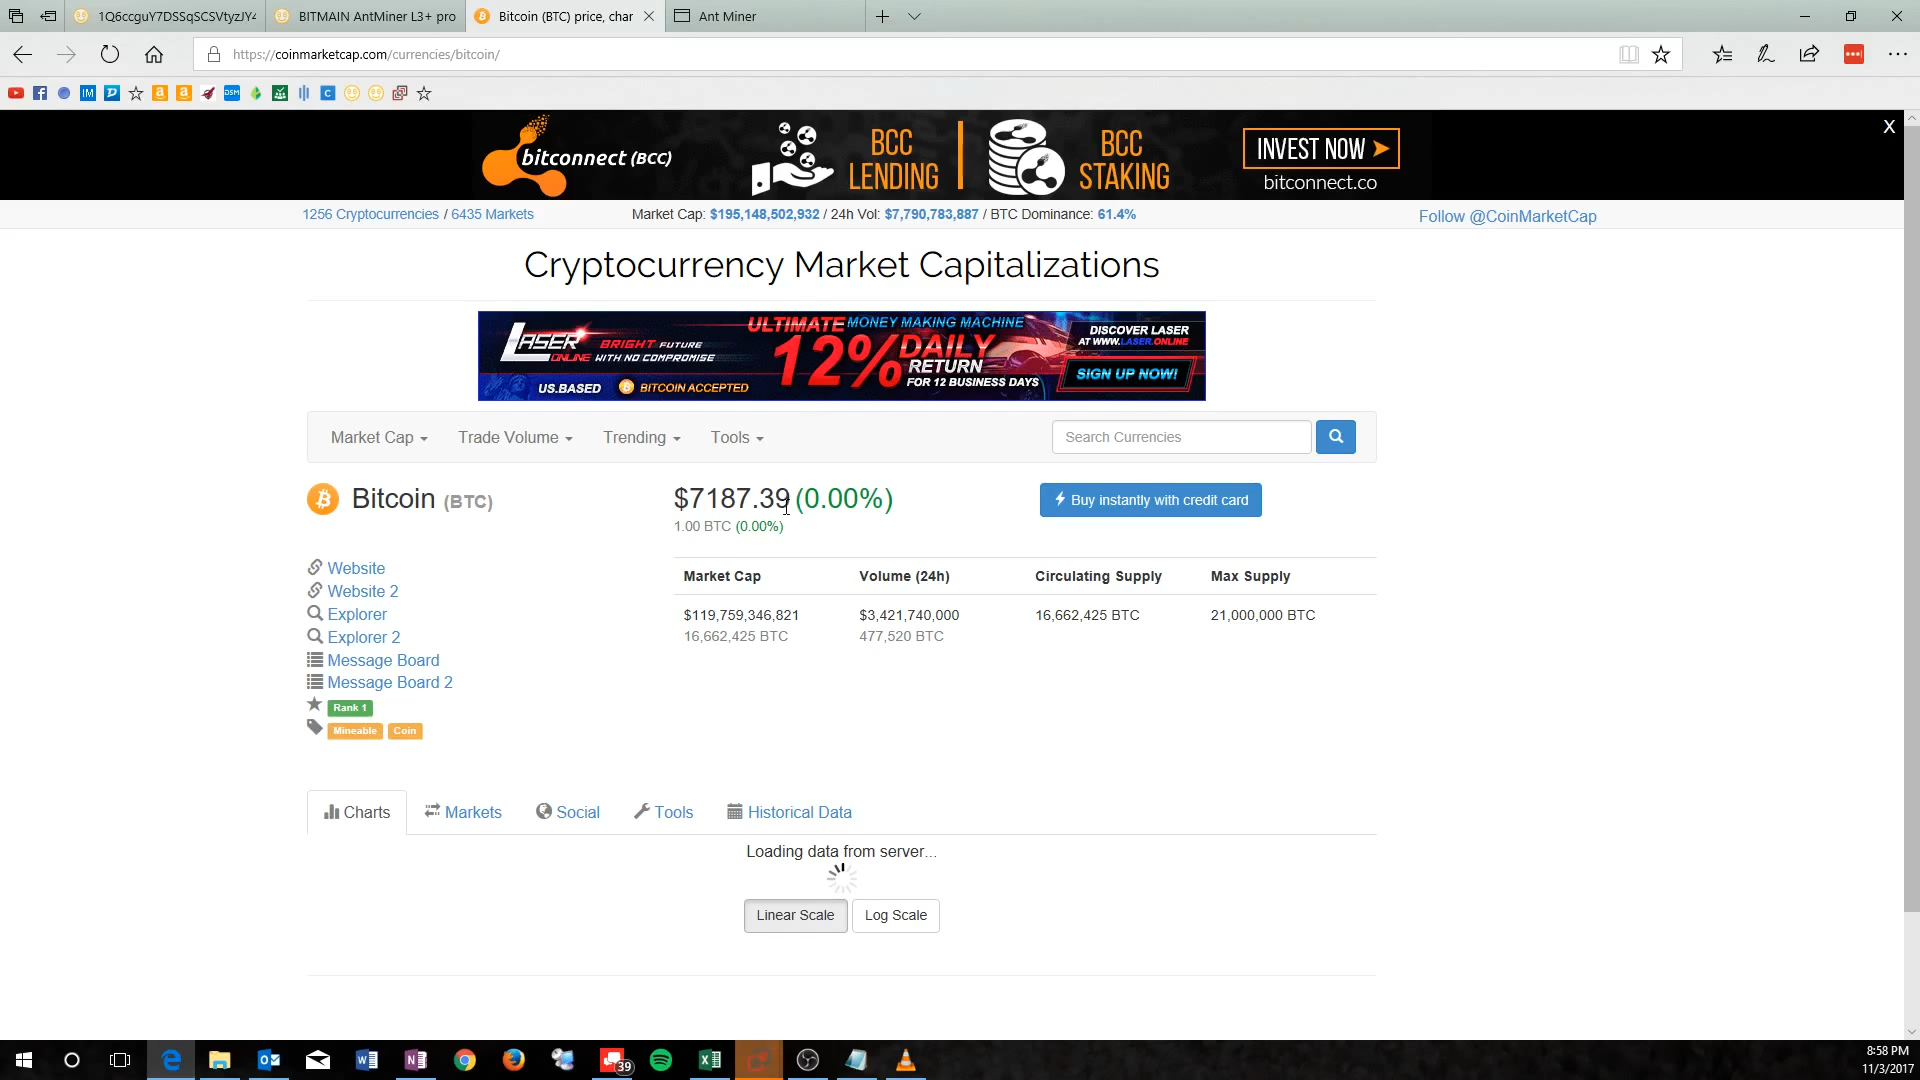 1Q6ccguY7DSSqSCSVtyzJY4
BITMAIN AntMiner L3+ pro
Bitcoin (BTC) price, char
Ant Miner
https://coinmarketcap.com/currencies/bitcoin/
bitconnect (BCC)
BCC LENDING
BCC STAKING
INVEST NOW
bitconnect.co
X
1256 Cryptocurrencies / 6435 Markets
Market Cap: $195,148,502,932 / 24h Vol: $7,790,783,887 / BTC Dominance: 61.4%
Follow @CoinMarketCap
Cryptocurrency Market Capitalizations
LASER ONLINE
BRIGHT FUTURE
WITH NO COMPROMISE
US.BASED
BITCOIN ACCEPTED
ULTIMATE MONEY MAKING MACHINE
12% DAILY RETURN
FOR 12 BUSINESS DAYS
DISCOVER LASER
AT WWW.LASER.ONLINE
SIGN UP NOW!
Market Cap
Trade Volume
Trending
Tools
Search Currencies
Bitcoin (BTC)
$7187.39 (0.00%)
1.00 BTC (0.00%)
Buy instantly with credit card
Website
Website 2
Explorer
Explorer 2
Message Board
Message Board 2
Rank 1
Mineable Coin
Market Cap Volume (24h) Circulating Supply Max Supply
$119,759,346,821 $3,421,740,000 16,662,425 BTC 21,000,000 BTC
16,662,425 BTC 477,520 BTC
Charts
Markets
Social
Tools
Historical Data
Loading data from server...
Linear Scale
Log Scale
39
8:58 PM
11/3/2017